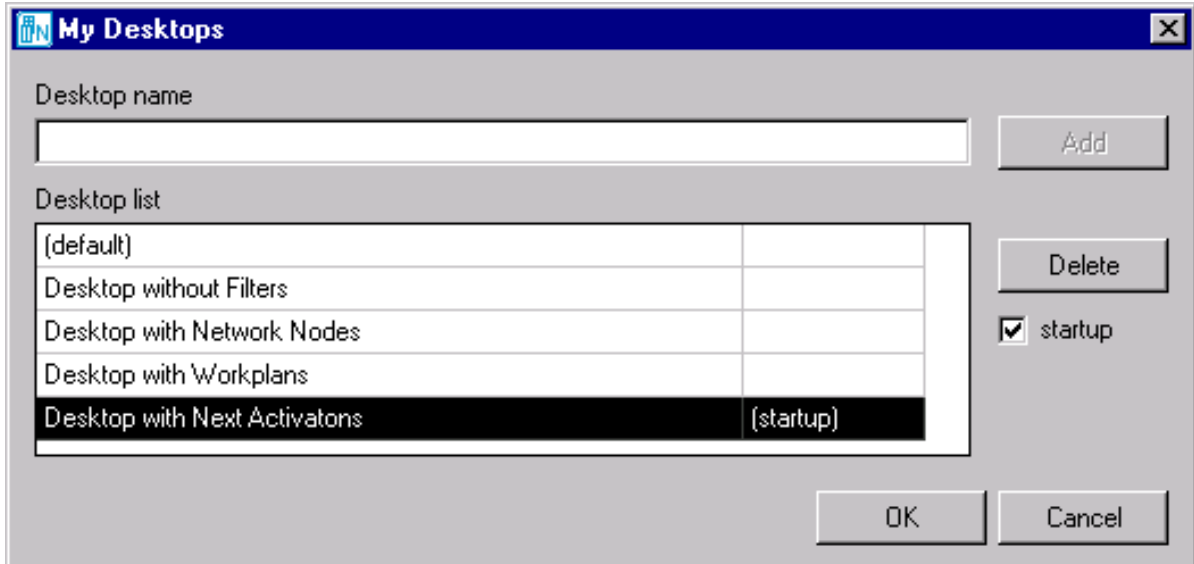 My Desktops
Desktop name
Add
Desktop list
(default)
Desktop without Filters
Delete
Desktop with Network Nodes
startup
Desktop with Workplans
Desktop with Next Activatons (startup)
OK Cancel